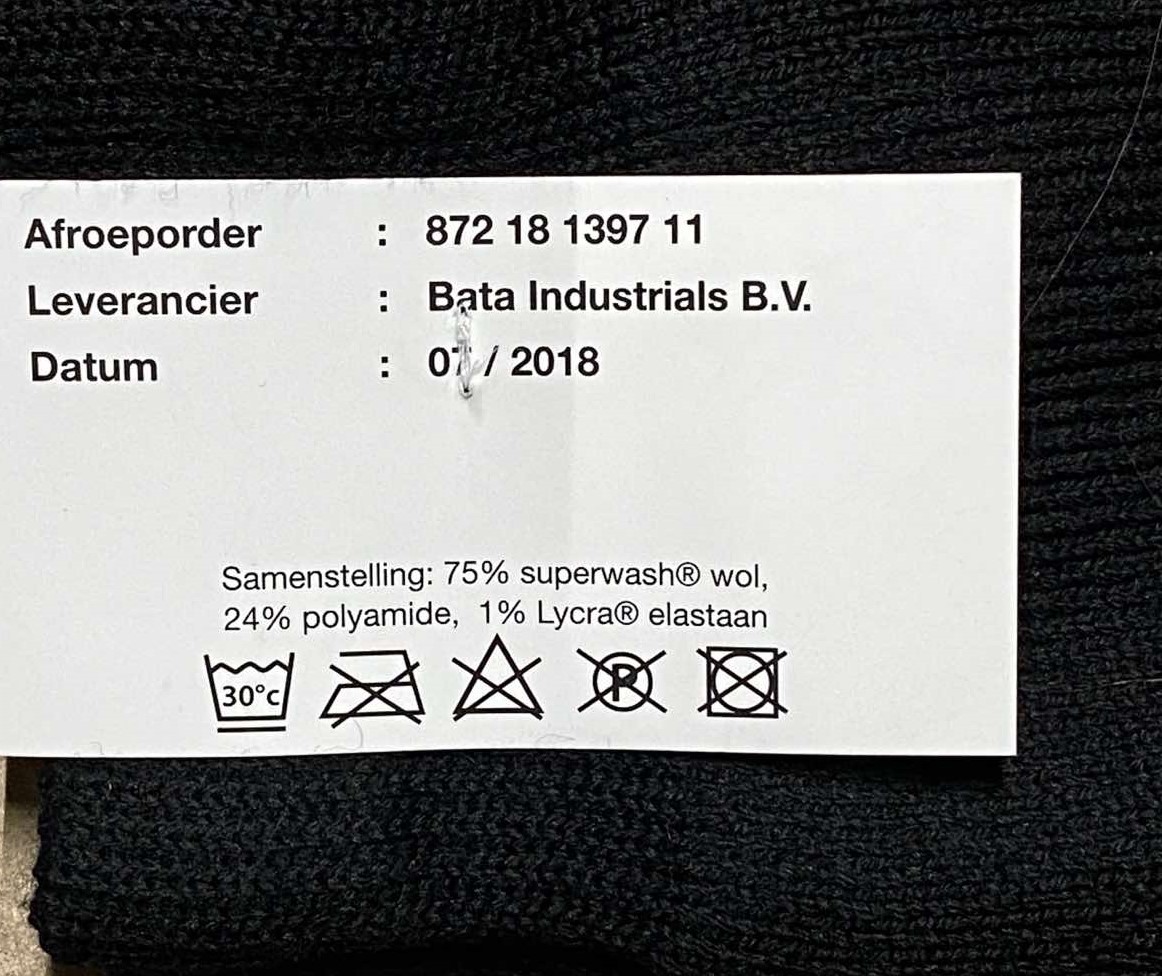 Afroeporder : 872 18 1397 11
Leverancier : Bata Industrials B.V.
Datum : 07 / 2018
Samenstelling: 75% superwash® wol,
24% polyamide, 1% Lycra® elastaan
30°c P